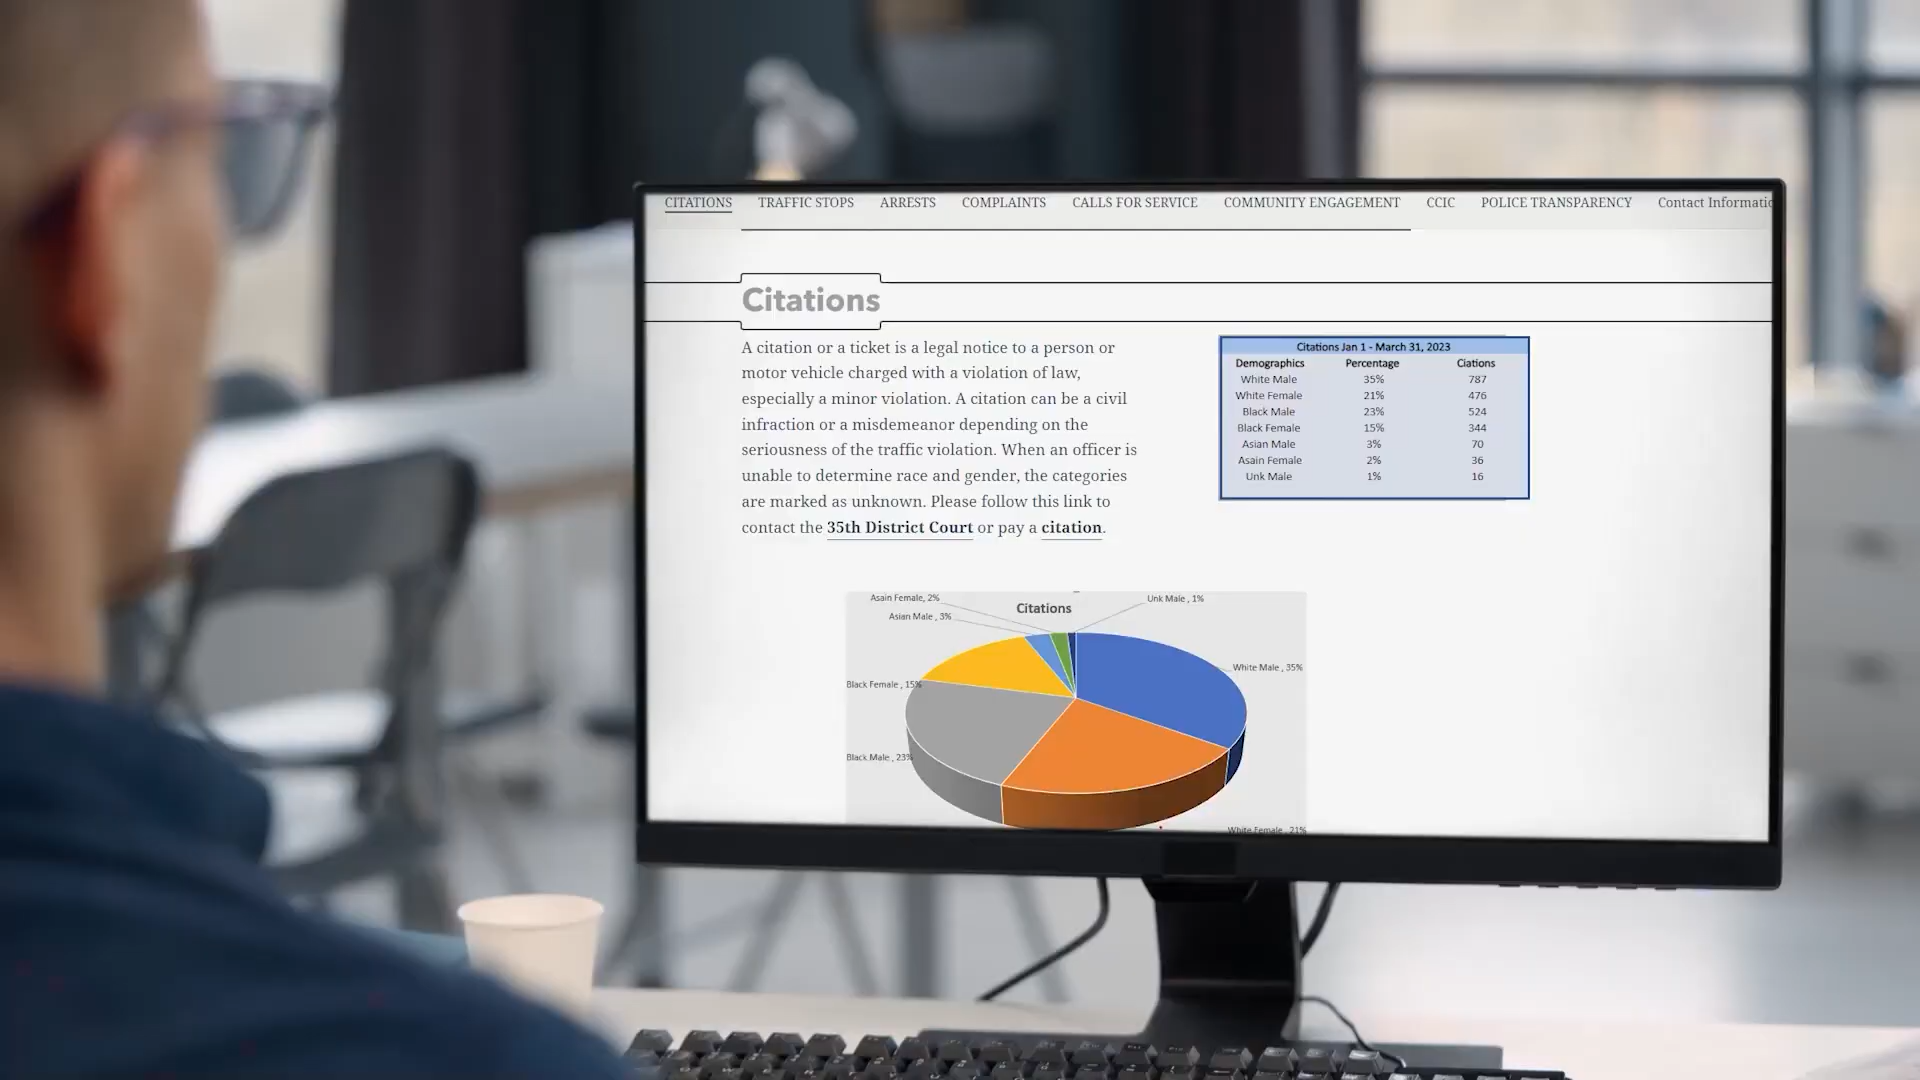 CITATIONS TRAFFIC STOPS ARRESTS COMPLAINTS CALLS FOR SERVICE COMMUNITY ENGAGEMENT CCIC POLICE TRANSPARENCY Contact Informatio
Citations
A citation or a ticket is a legal notice to a person or
motor vehicle charged with a violation of law,
especially a minor violation. A citation can be a civil
infraction or a misdemeanor depending on the
seriousness of the traffic violation. When an officer is
unable to determine race and gender, the categories
are marked as unknown. Please follow this link to
contact the 35th District Court or pay a citation.
Citations Jan 1 - March 31, 2023
Demographics Percentage Ciations
White Male 35% 787
White Female 21% 476
Black Male 23% 524
Black Female 15% 344
Asian Male 3% 70
Asain Female 2% 36
Unk Male 1% 16
Asain Female, 2%
Unk Male , 1%
Citations
Asian Male , 3%
White Male , 35%
Black Female , 15%
Black Male , 23%
White Female , 21%